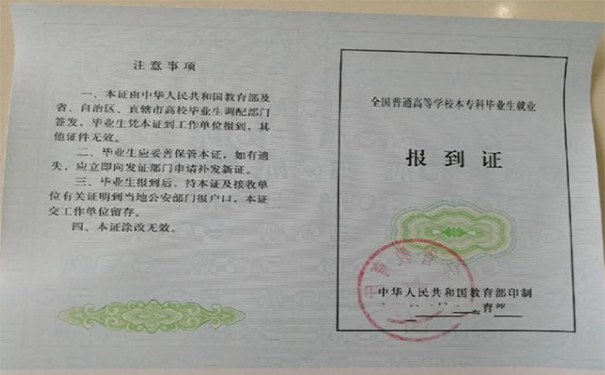 注意事项
一、本证由中华人民共和国教育部及
省、自治区、直辖市高校毕业生调配部门
签发，毕业生凭本证到工作单位报到，其
他证件无效。
二、毕业生应妥善保管本证，如有遗
失，应立即向发证部门申请补发新证。
三、毕业生报到后，持本证及接收单
位有关证明到当地公安部门报户口，本证
交工作单位留存。
四、本证涂改无效。
全国普通高等学校本专科毕业生就业
报到证
中华人民共和国教育部印制
育部